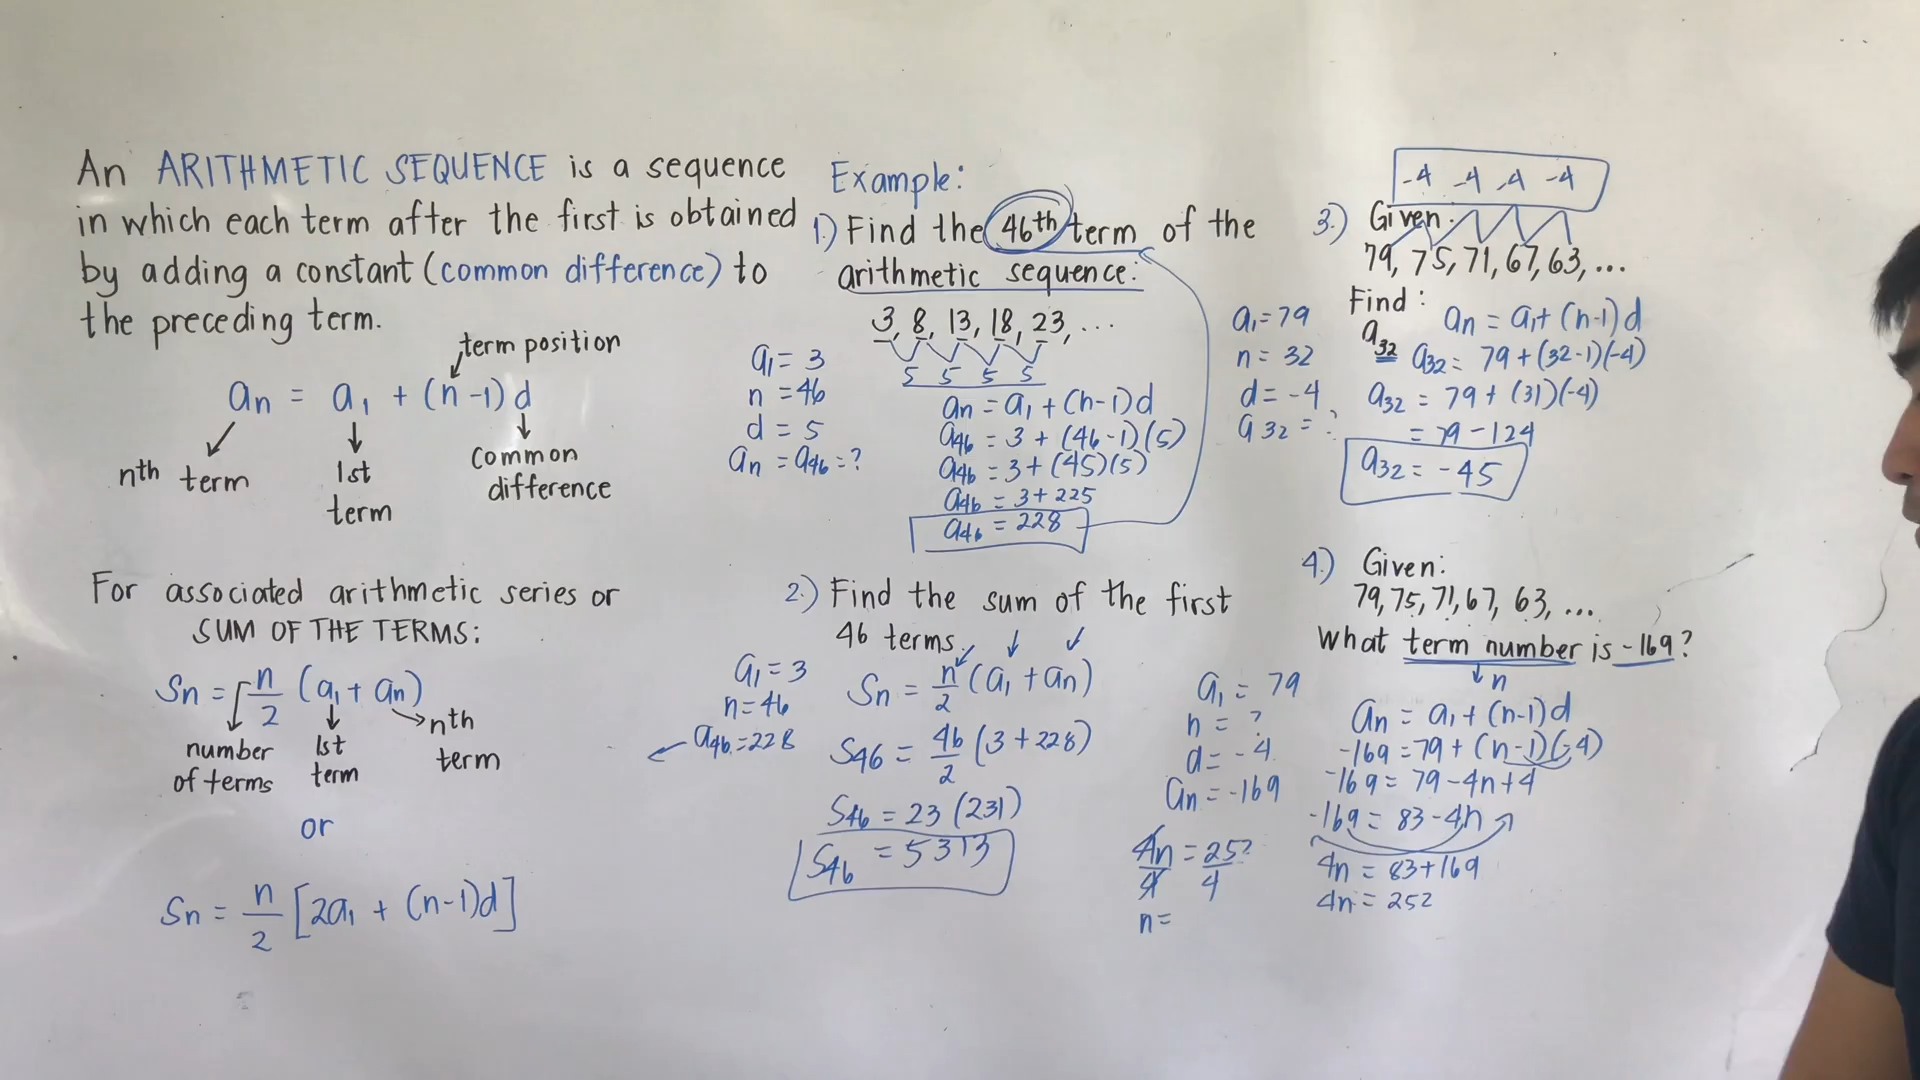 An ARITHMETIC SEQUENCE is a sequence
in which each term after the first is obtained
by adding a constant (common difference) to
the preceding term.
term position
an = a1 + (n-1)d
nth term
1st term
common difference
For associated arithmetic series or
SUM OF THE TERMS:
Sn = n/2 (a1 + an)
number of terms
1st term
nth term
or
Sn = n/2 [2a1 + (n-1)d]
Example:
1.) Find the 46th term of the
arithmetic sequence:
3, 8, 13, 18, 23, ...
5 5 5 5
a1 = 3
n = 46
d = 5
an = a46 = ?
an = a1 + (n-1)d
a46 = 3 + (46-1)(5)
a46 = 3 + (45)(5)
a46 = 3 + 225
a46 = 228
2.) Find the sum of the first
46 terms.
a1 = 3
n = 46
a46 = 228
Sn = n/2 (a1 + an)
S46 = 46/2 (3 + 228)
S46 = 23 (231)
S46 = 5313
-4 -4 -4 -4
3.) Given:
79, 75, 71, 67, 63, ...
Find:
a32
a1 = 79
n = 32
d = -4
a32 = ?
an = a1 + (n-1)d
a32 = 79 + (32-1)(-4)
a32 = 79 + (31)(-4)
= 79 - 124
a32 = -45
4.) Given:
79, 75, 71, 67, 63, ...
What term number is -169?
n
a1 = 79
n = ?
d = -4
an = -169
an = a1 + (n-1)d
-169 = 79 + (n-1)(-4)
-169 = 79 - 4n + 4
-169 = 83 - 4n
4n = 83 + 169
4n = 252
4n/4 = 252/4
n =